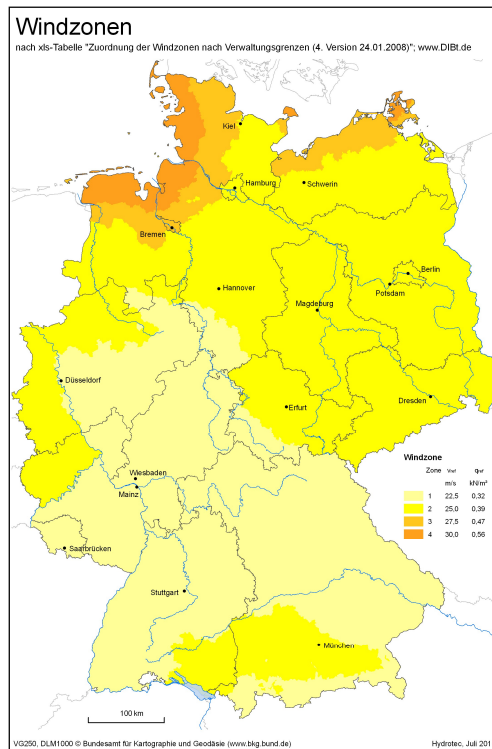 Windzonen
nach xls-Tabelle "Zuordnung der Windzonen nach Verwaltungsgrenzen (4. Version 24.01.2008)"; www.DIBt.de
Kiel
Hamburg
Schwerin
Bremen
Berlin
Potsdam
Hannover
Magdeburg
Düsseldorf
Erfurt
Dresden
Wiesbaden
Mainz
Saarbrücken
Stuttgart
München
Windzone
Zone vref qref
m/s kN/m²
1 22,5 0,32
2 25,0 0,39
3 27,5 0,47
4 30,0 0,56
100 km
VG250, DLM1000 © Bundesamt für Kartographie und Geodäsie (www.bkg.bund.de) Hydrotec, Juli 201